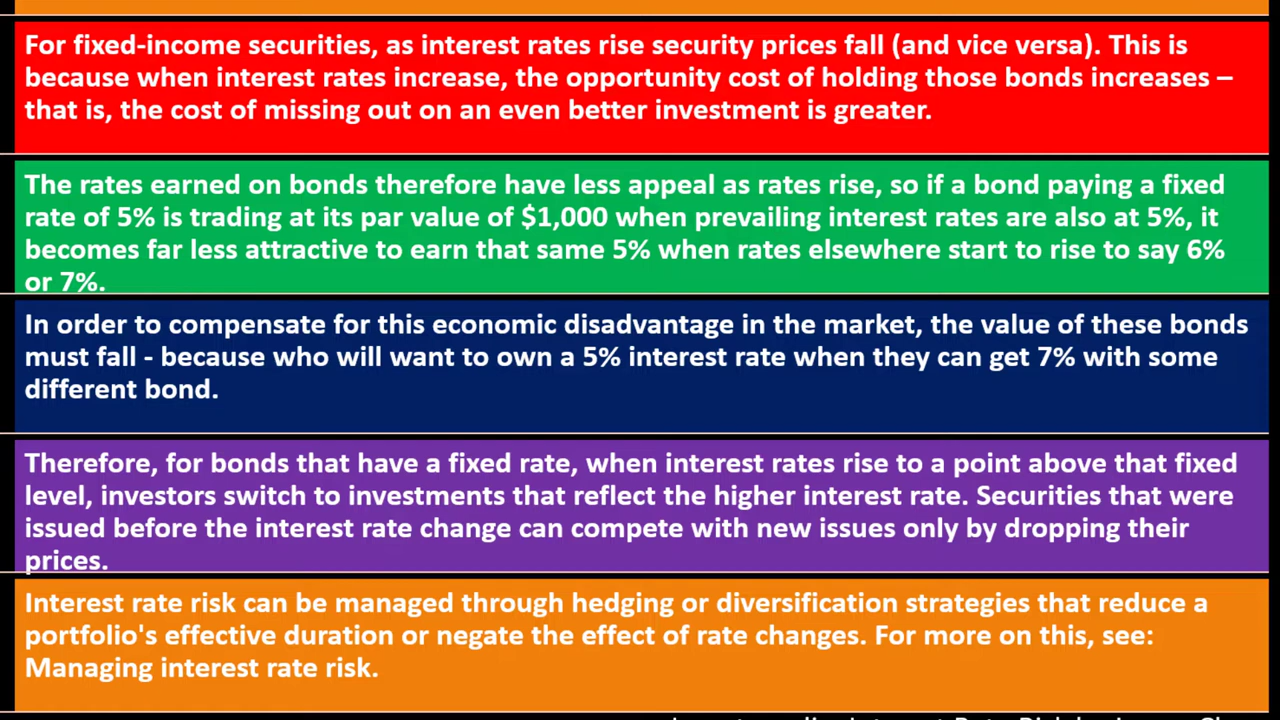 For fixed-income securities, as interest rates rise security prices fall (and vice versa). This is
because when interest rates increase, the opportunity cost of holding those bonds increases –
that is, the cost of missing out on an even better investment is greater.
The rates earned on bonds therefore have less appeal as rates rise, so if a bond paying a fixed
rate of 5% is trading at its par value of $1,000 when prevailing interest rates are also at 5%, it
becomes far less attractive to earn that same 5% when rates elsewhere start to rise to say 6%
or 7%.
In order to compensate for this economic disadvantage in the market, the value of these bonds
must fall - because who will want to own a 5% interest rate when they can get 7% with some
different bond.
Therefore, for bonds that have a fixed rate, when interest rates rise to a point above that fixed
level, investors switch to investments that reflect the higher interest rate. Securities that were
issued before the interest rate change can compete with new issues only by dropping their
prices.
Interest rate risk can be managed through hedging or diversification strategies that reduce a
portfolio's effective duration or negate the effect of rate changes. For more on this, see:
Managing interest rate risk.